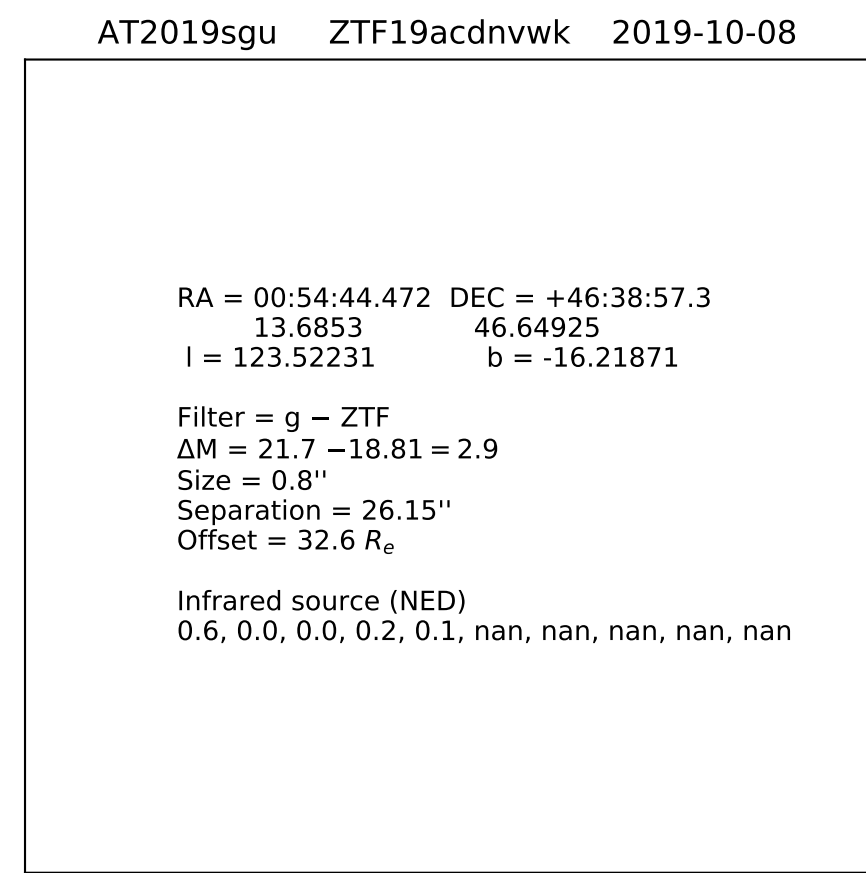 AT2019sgu ZTF19acdnvwk 2019-10-08
RA = 00:54:44.472 DEC = +46:38:57.3
13.6853 46.64925
l = 123.52231 b = -16.21871
Filter = g − ZTF
ΔM = 21.7 −18.81 = 2.9
Size = 0.8''
Separation = 26.15''
Offset = 32.6 Re
Infrared source (NED)
0.6, 0.0, 0.0, 0.2, 0.1, nan, nan, nan, nan, nan